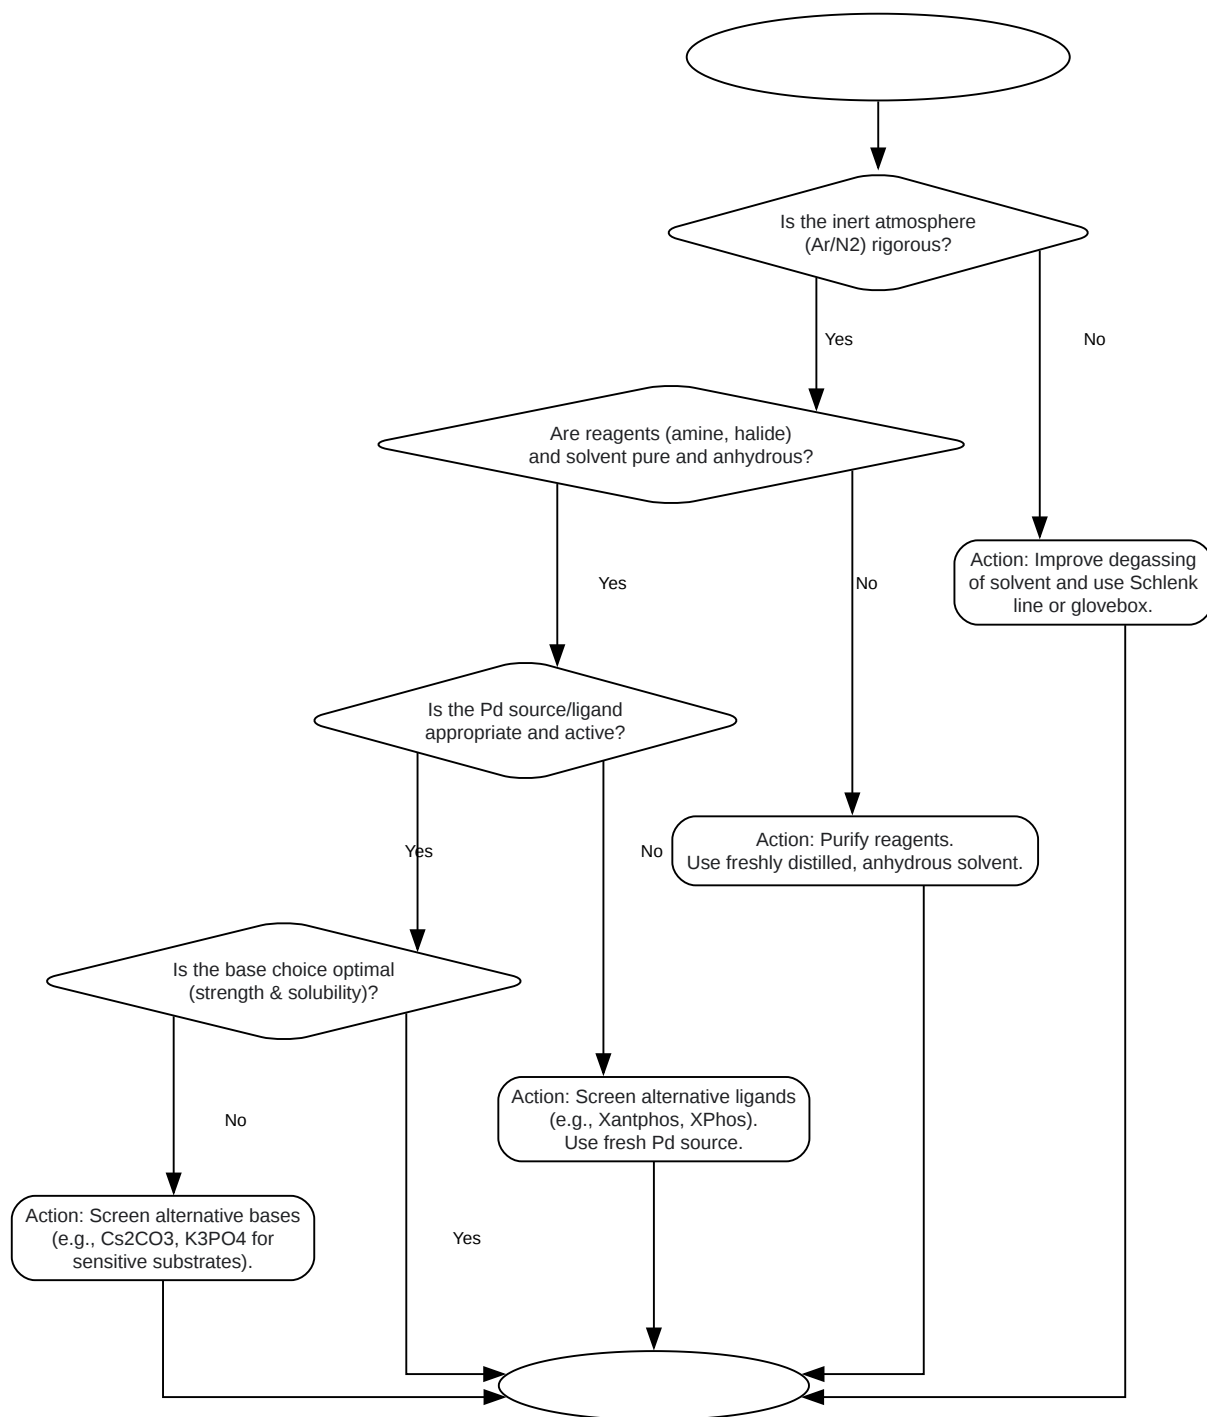 Is the inert atmosphere
(Ar/N2) rigorous?
Yes
No
Are reagents (amine, halide)
and solvent pure and anhydrous?
Action: Improve degassing
of solvent and use Schlenk
line or glovebox.
Yes
No
Is the Pd source/ligand
appropriate and active?
Action: Purify reagents.
Use freshly distilled, anhydrous solvent.
Yes
No
Is the base choice optimal
(strength & solubility)?
Action: Screen alternative ligands
(e.g., Xantphos, XPhos).
Use fresh Pd source.
No
Yes
Action: Screen alternative bases
(e.g., Cs2CO3, K3PO4 for
sensitive substrates).